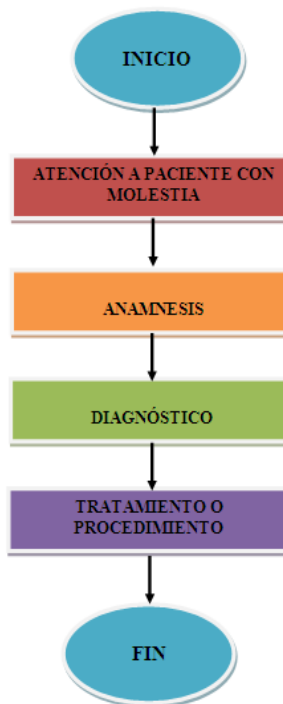 INICIO
ATENCIÓN A PACIENTE CON
MOLESTIA
ANAMNESIS
DIAGNÓSTICO
TRATAMIENTO O
PROCEDIMIENTO
FIN